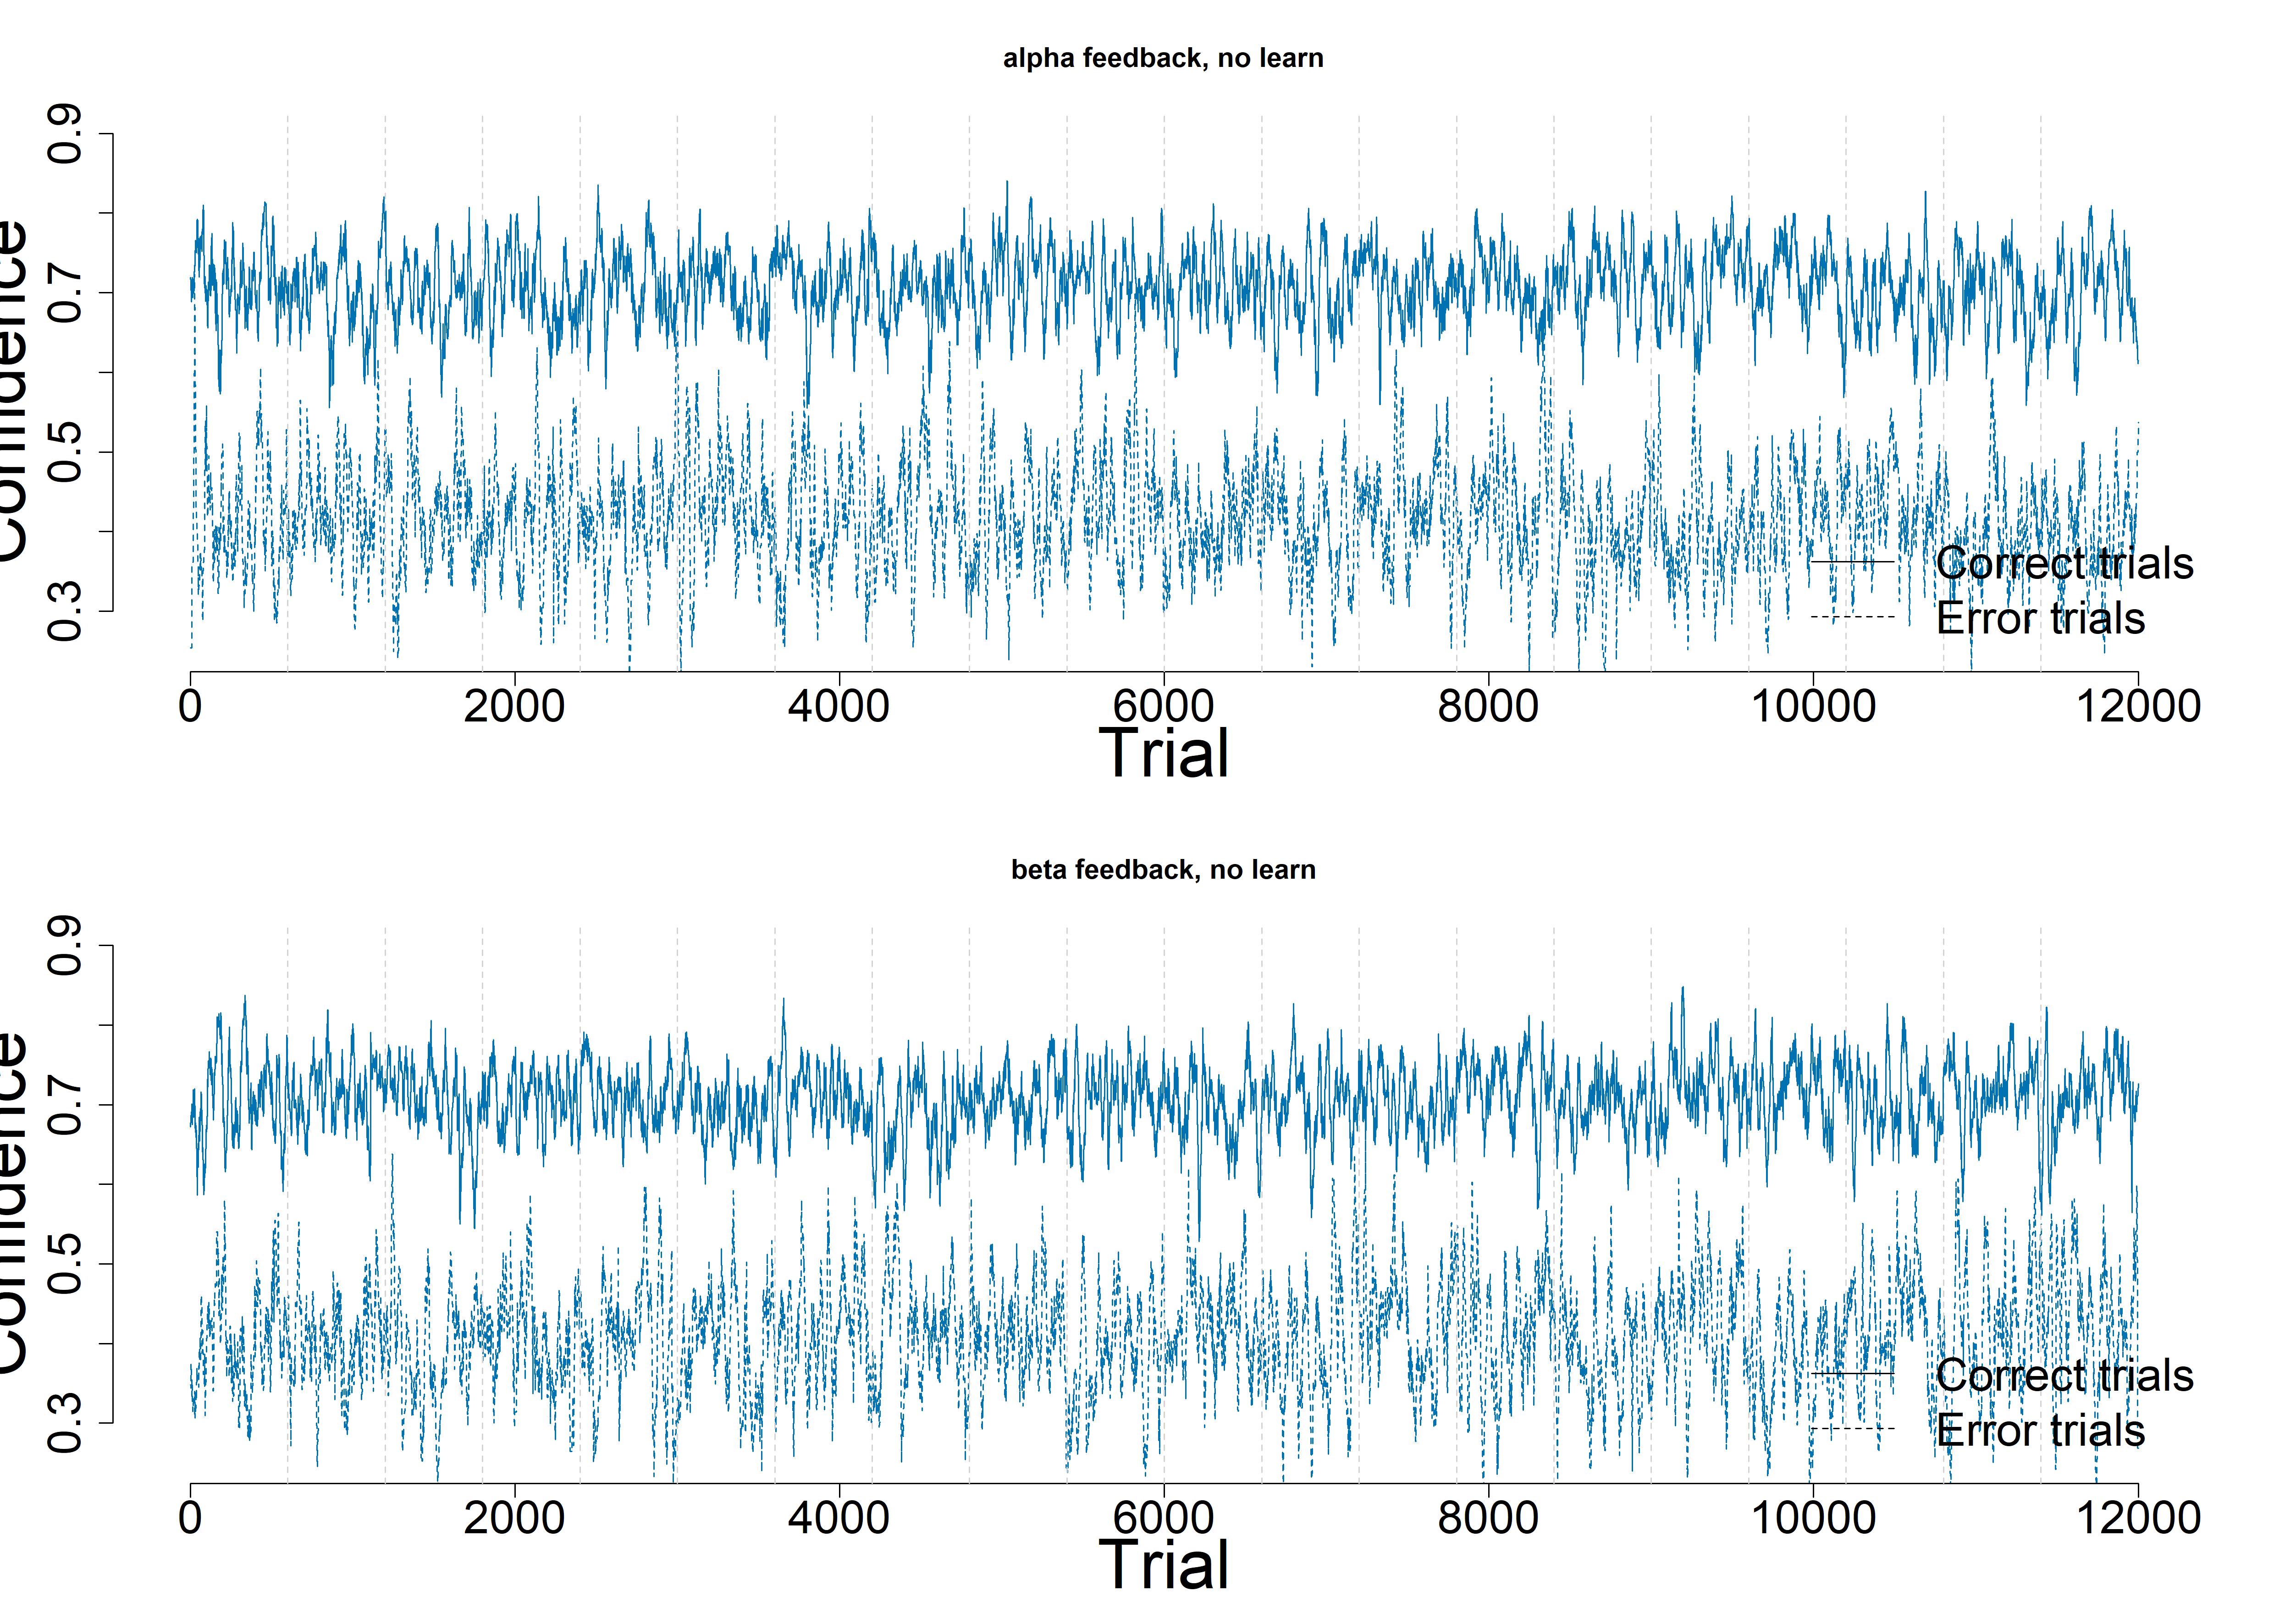 alpha feedback, no learn
0.9
0.7
0.5
0.3
Confidence
Correct trials
Error trials
0 2000 4000 6000 8000 10000 12000
Trial
beta feedback, no learn
0.9
0.7
0.5
0.3
Confidence
Correct trials
Error trials
0 2000 4000 6000 8000 10000 12000
Trial